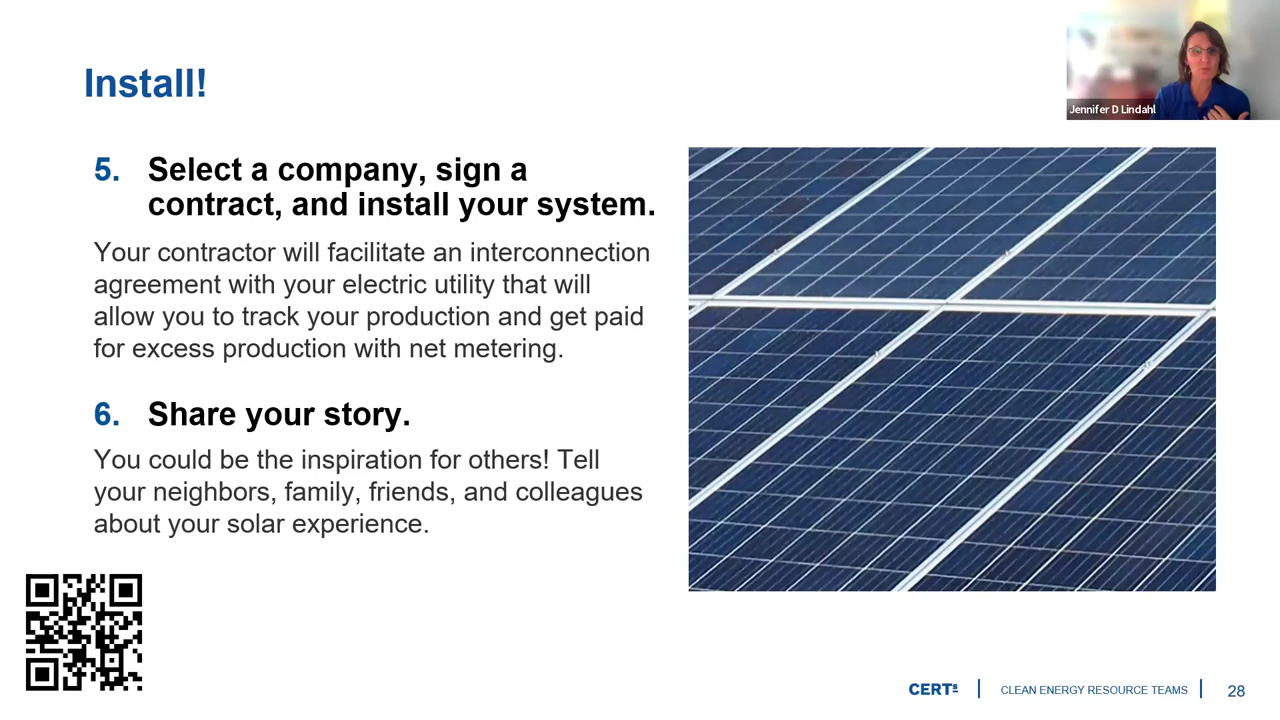 Install!
Jennifer D Lindahl
5. Select a company, sign a
contract, and install your system.
Your contractor will facilitate an interconnection
agreement with your electric utility that will
allow you to track your production and get paid
for excess production with net metering.
6. Share your story.
You could be the inspiration for others! Tell
your neighbors, family, friends, and colleagues
about your solar experience.
CERTs | CLEAN ENERGY RESOURCE TEAMS | 28